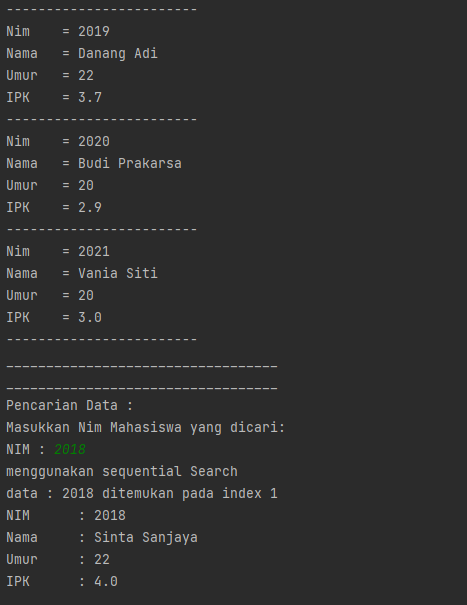 ------------------------
Nim    = 2019
Nama   = Danang Adi
Umur   = 22
IPK    = 3.7
------------------------
Nim    = 2020
Nama   = Budi Prakarsa
Umur   = 20
IPK    = 2.9
------------------------
Nim    = 2021
Nama   = Vania Siti
Umur   = 20
IPK    = 3.0
------------------------
__________________________________
__________________________________
Pencarian Data :
Masukkan Nim Mahasiswa yang dicari:
NIM : 2018
menggunakan sequential Search
data : 2018 ditemukan pada index 1
NIM      : 2018
Nama     : Sinta Sanjaya
Umur     : 22
IPK      : 4.0